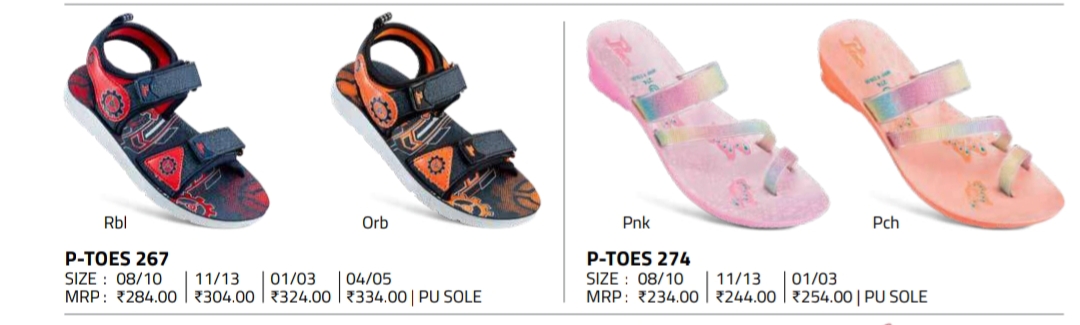 Rbl
Orb
P-TOES 267
SIZE : 08/10 | 11/13 | 01/03 | 04/05
MRP : ₹284.00 | ₹304.00 | ₹324.00 | ₹334.00 | PU SOLE
Pnk
Pch
P-TOES 274
SIZE : 08/10 | 11/13 | 01/03
MRP : ₹234.00 | ₹244.00 | ₹254.00 | PU SOLE